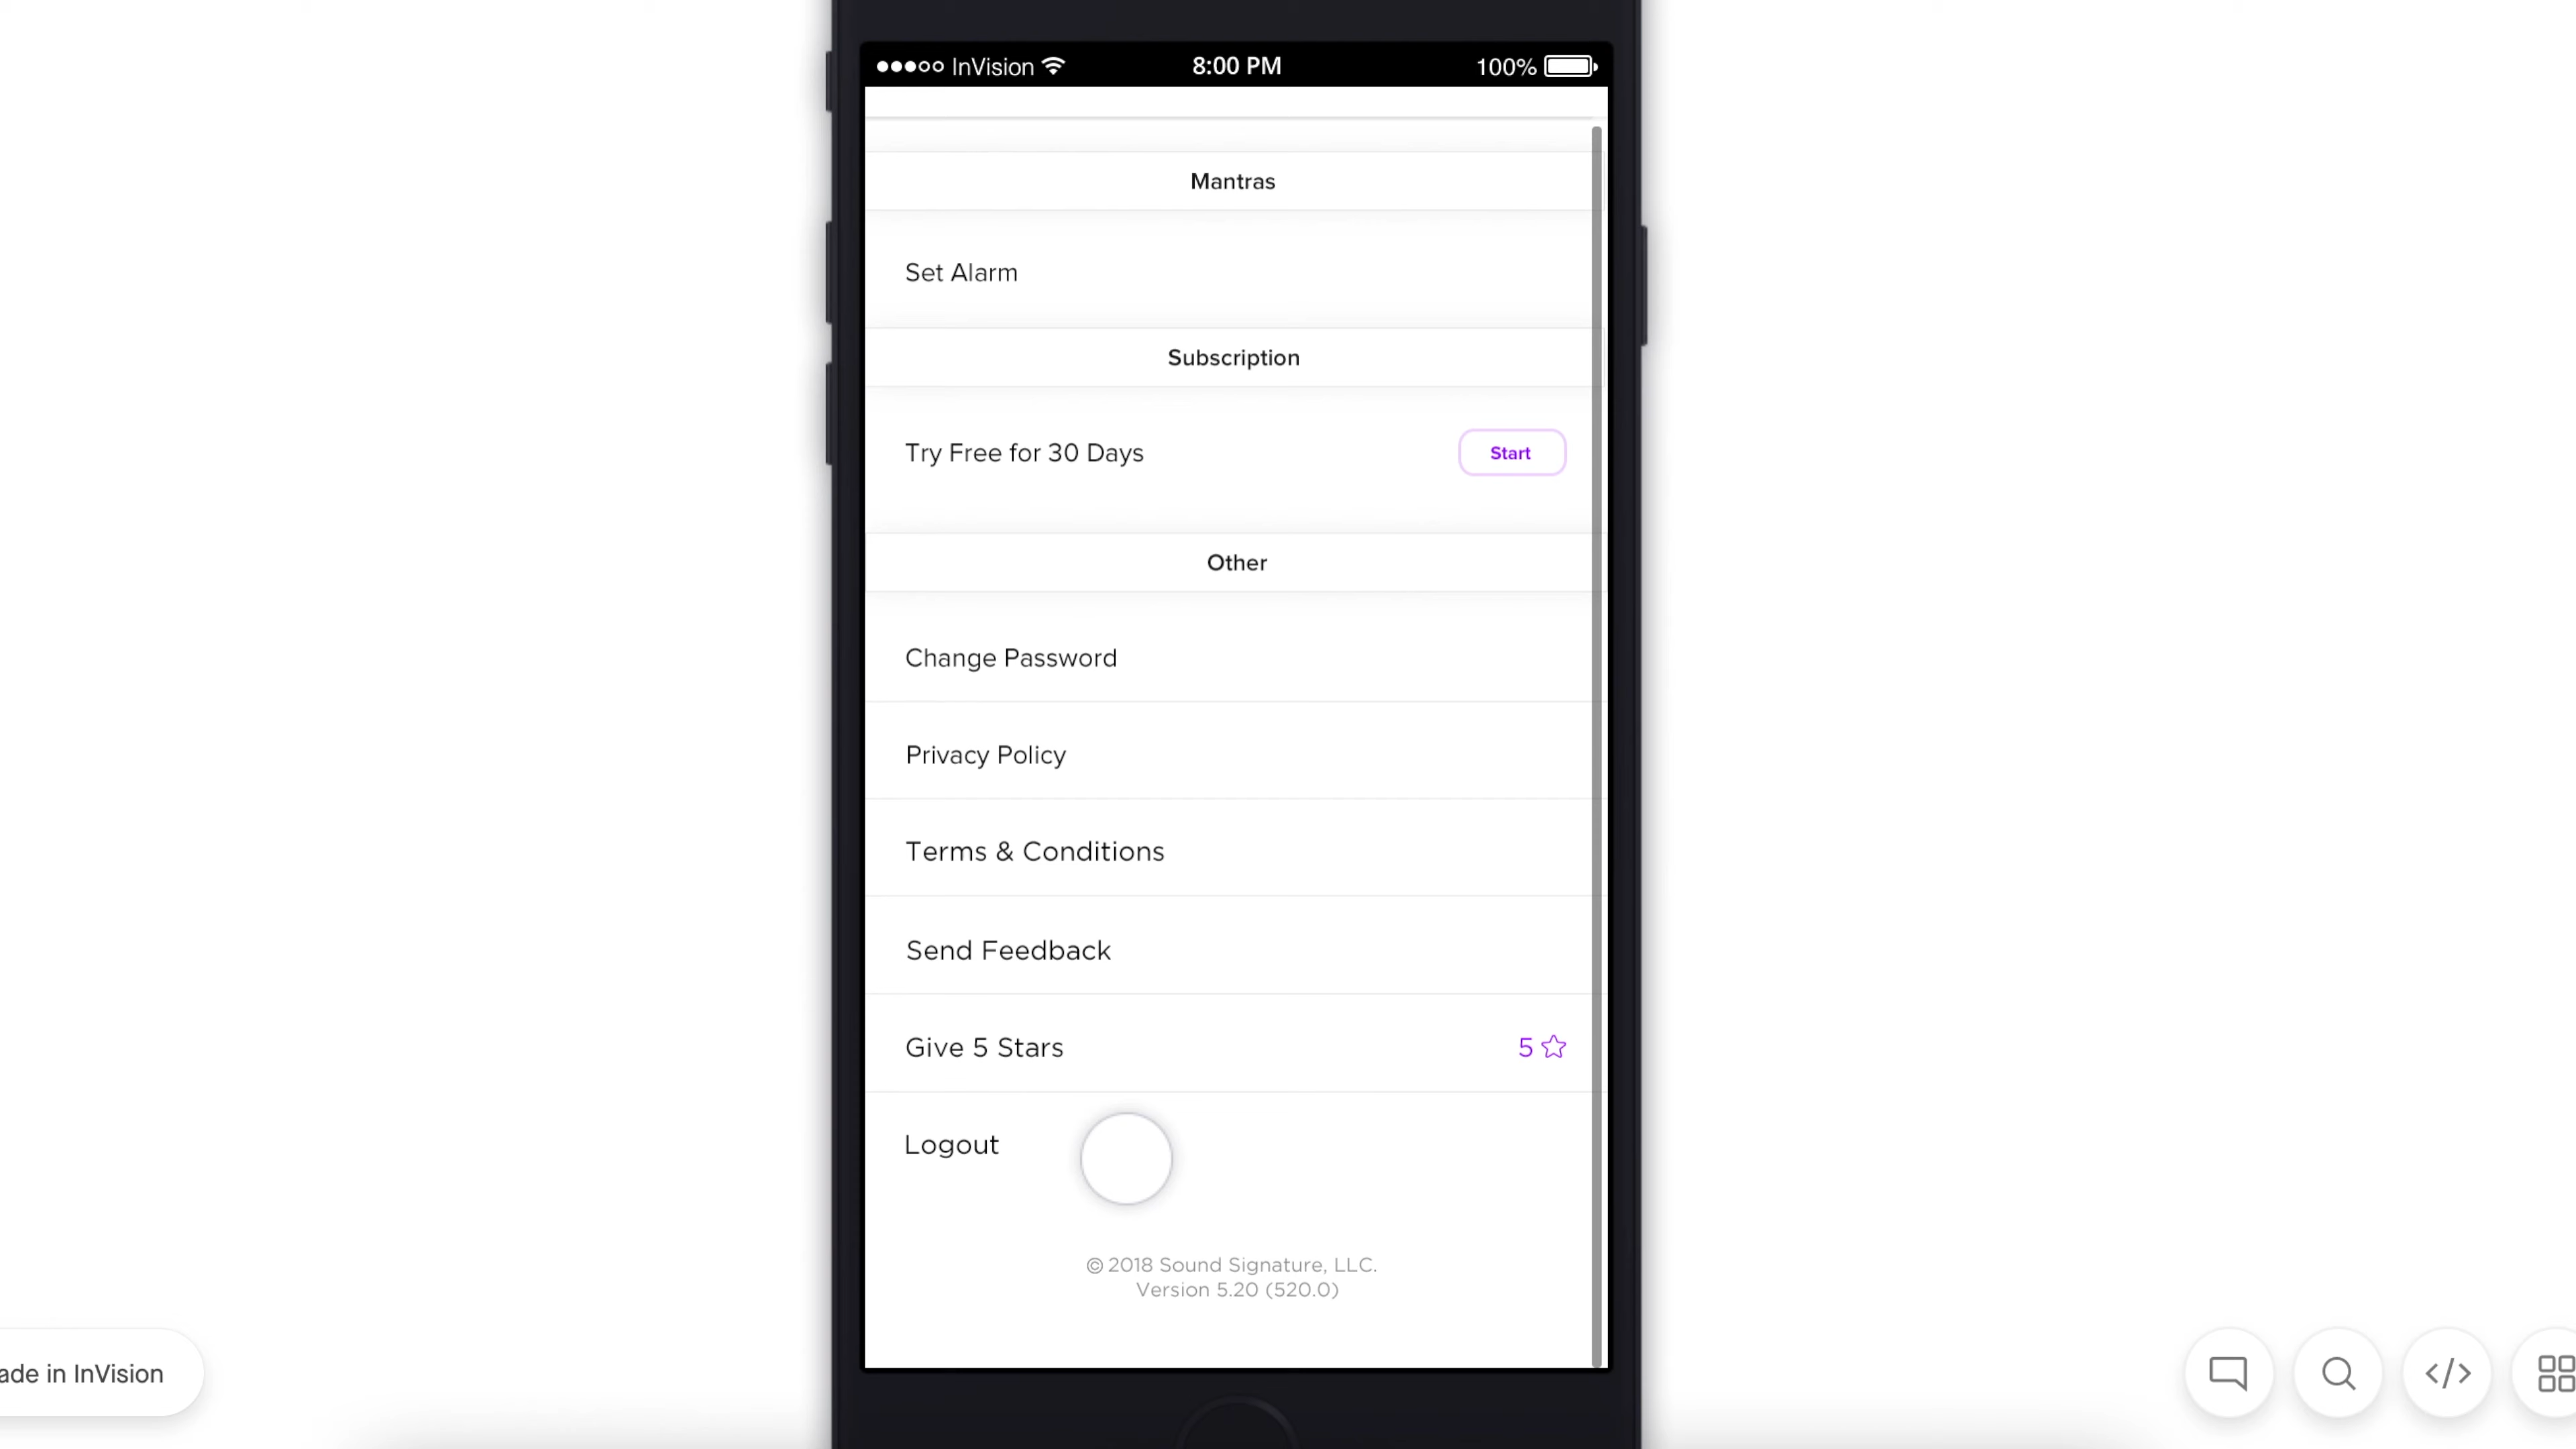 InVision 8:00 PM 100%
Mantras
Set Alarm
Subscription
Try Free for 30 Days Start
Other
Change Password
Privacy Policy
Terms & Conditions
Send Feedback
Give 5 Stars 5
Logout
© 2018 Sound Signature, LLC.
Version 5.20 (520.0)
ade in InVision